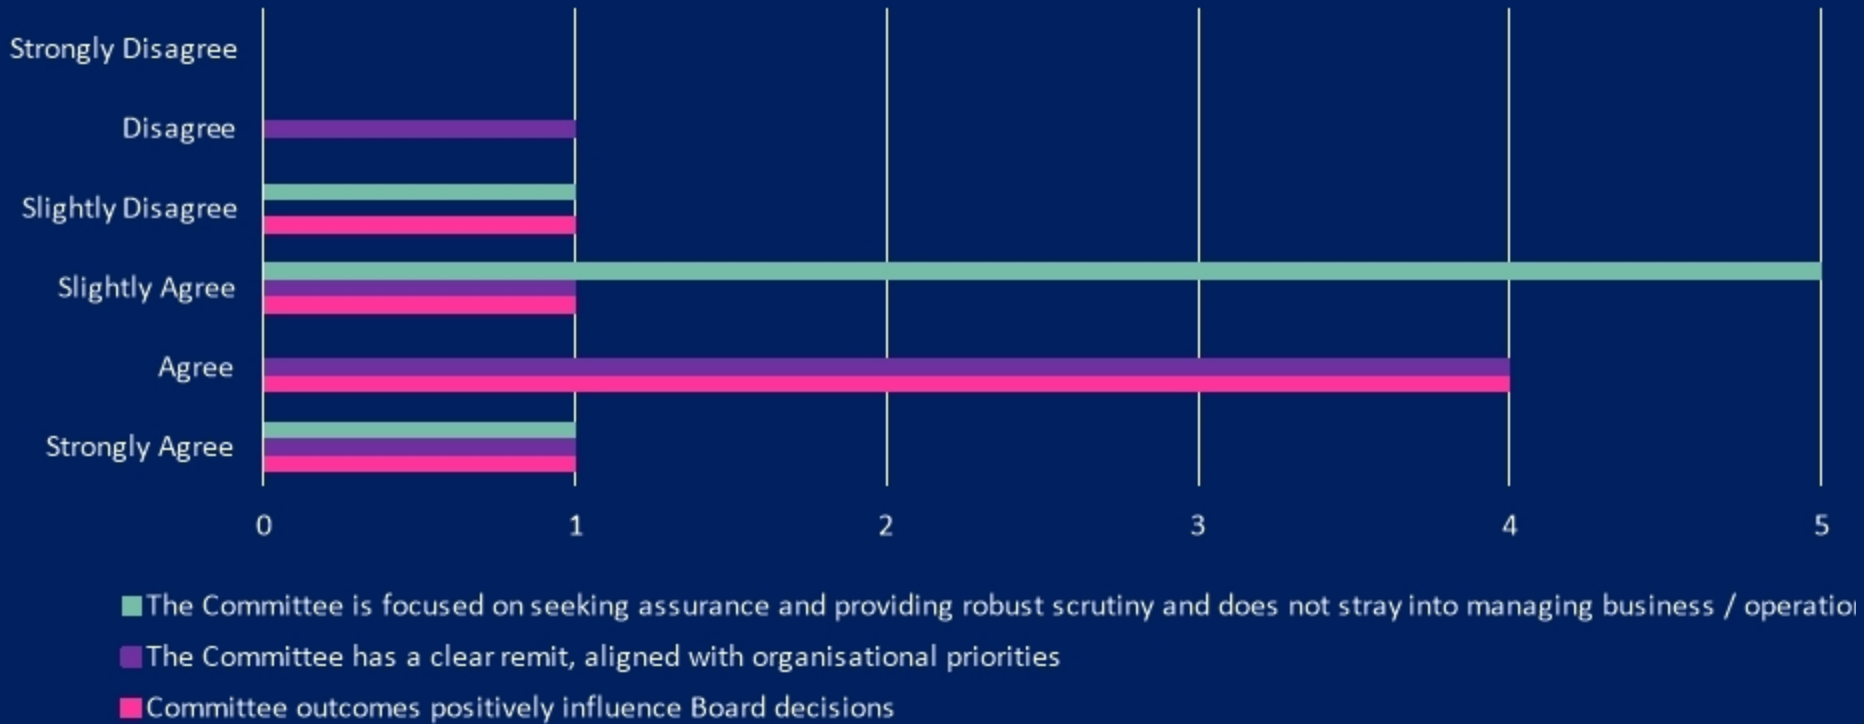 Strongly Disagree
Disagree
Slightly Disagree
Slightly Agree
Agree
Strongly Agree
0 1 2 3 4 5
The Committee is focused on seeking assurance and providing robust scrutiny and does not stray into managing business /
The Committee has a clear remit, aligned with organisational priorities
Committee outcomes positively influence Board decisions